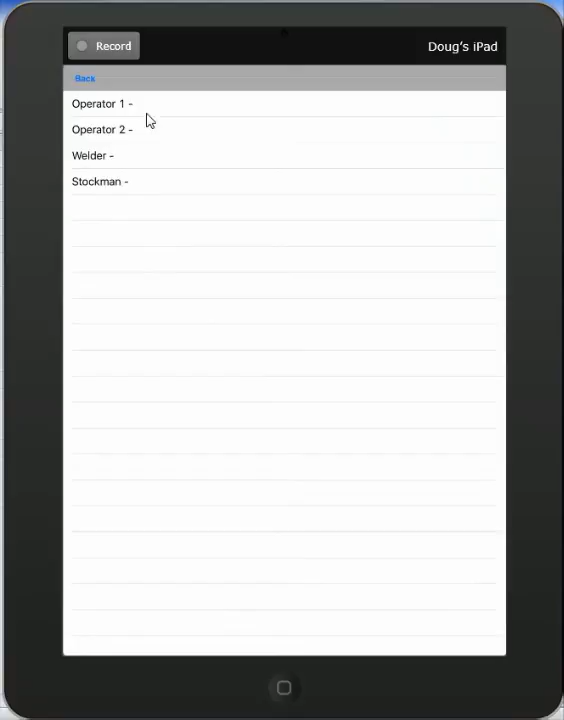 Record
Doug's iPad
Back
Operator 1 -
Operator 2 -
Welder -
Stockman -